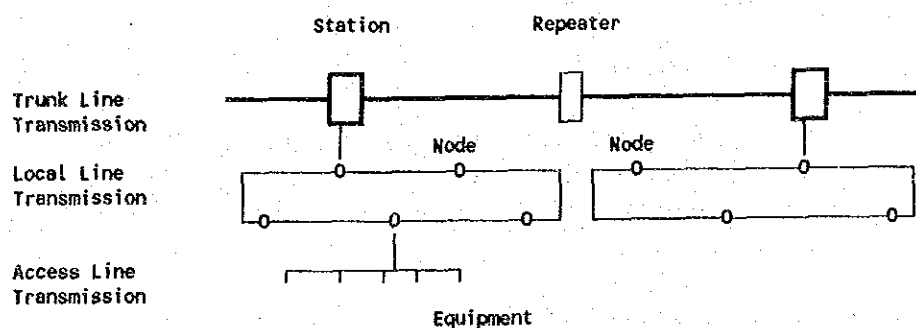 Station Repeater
Trunk Line
Transmission
Node Node
Local Line
Transmission
Access Line
Transmission
Equipment